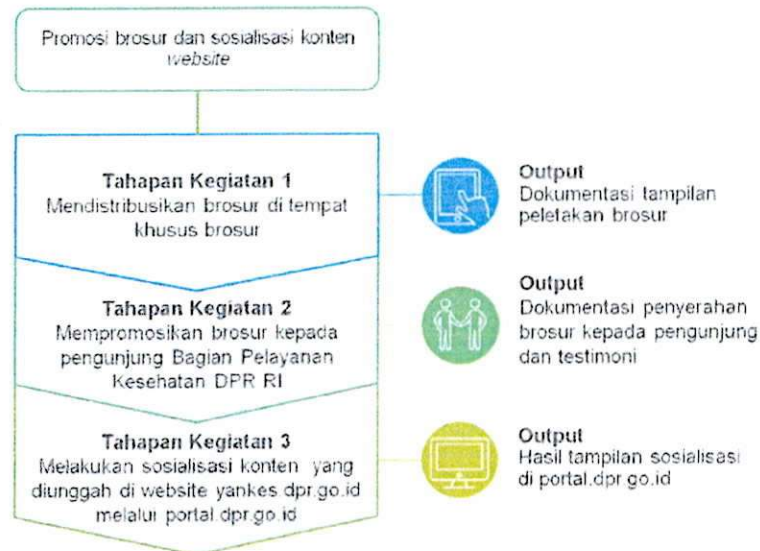 Promosi brosur dan sosialisasi konten
website
Tahapan Kegiatan 1
Mendistribusikan brosur di tempat
khusus brosur
Output
Dokumentasi tampilan
peletakan brosur
Tahapan Kegiatan 2
Mempromosikan brosur kepada
pengunjung Bagian Pelayanan
Kesehatan DPR RI
Output
Dokumentasi penyerahan
brosur kepada pengunjung
dan testimoni
Tahapan Kegiatan 3
Melakukan sosialisasi konten yang
diunggah di website yankes dpr.go.id
melalui portal.dpr.go.id
Output
Hasil tampilan sosialisasi
di portal.dpr go.id